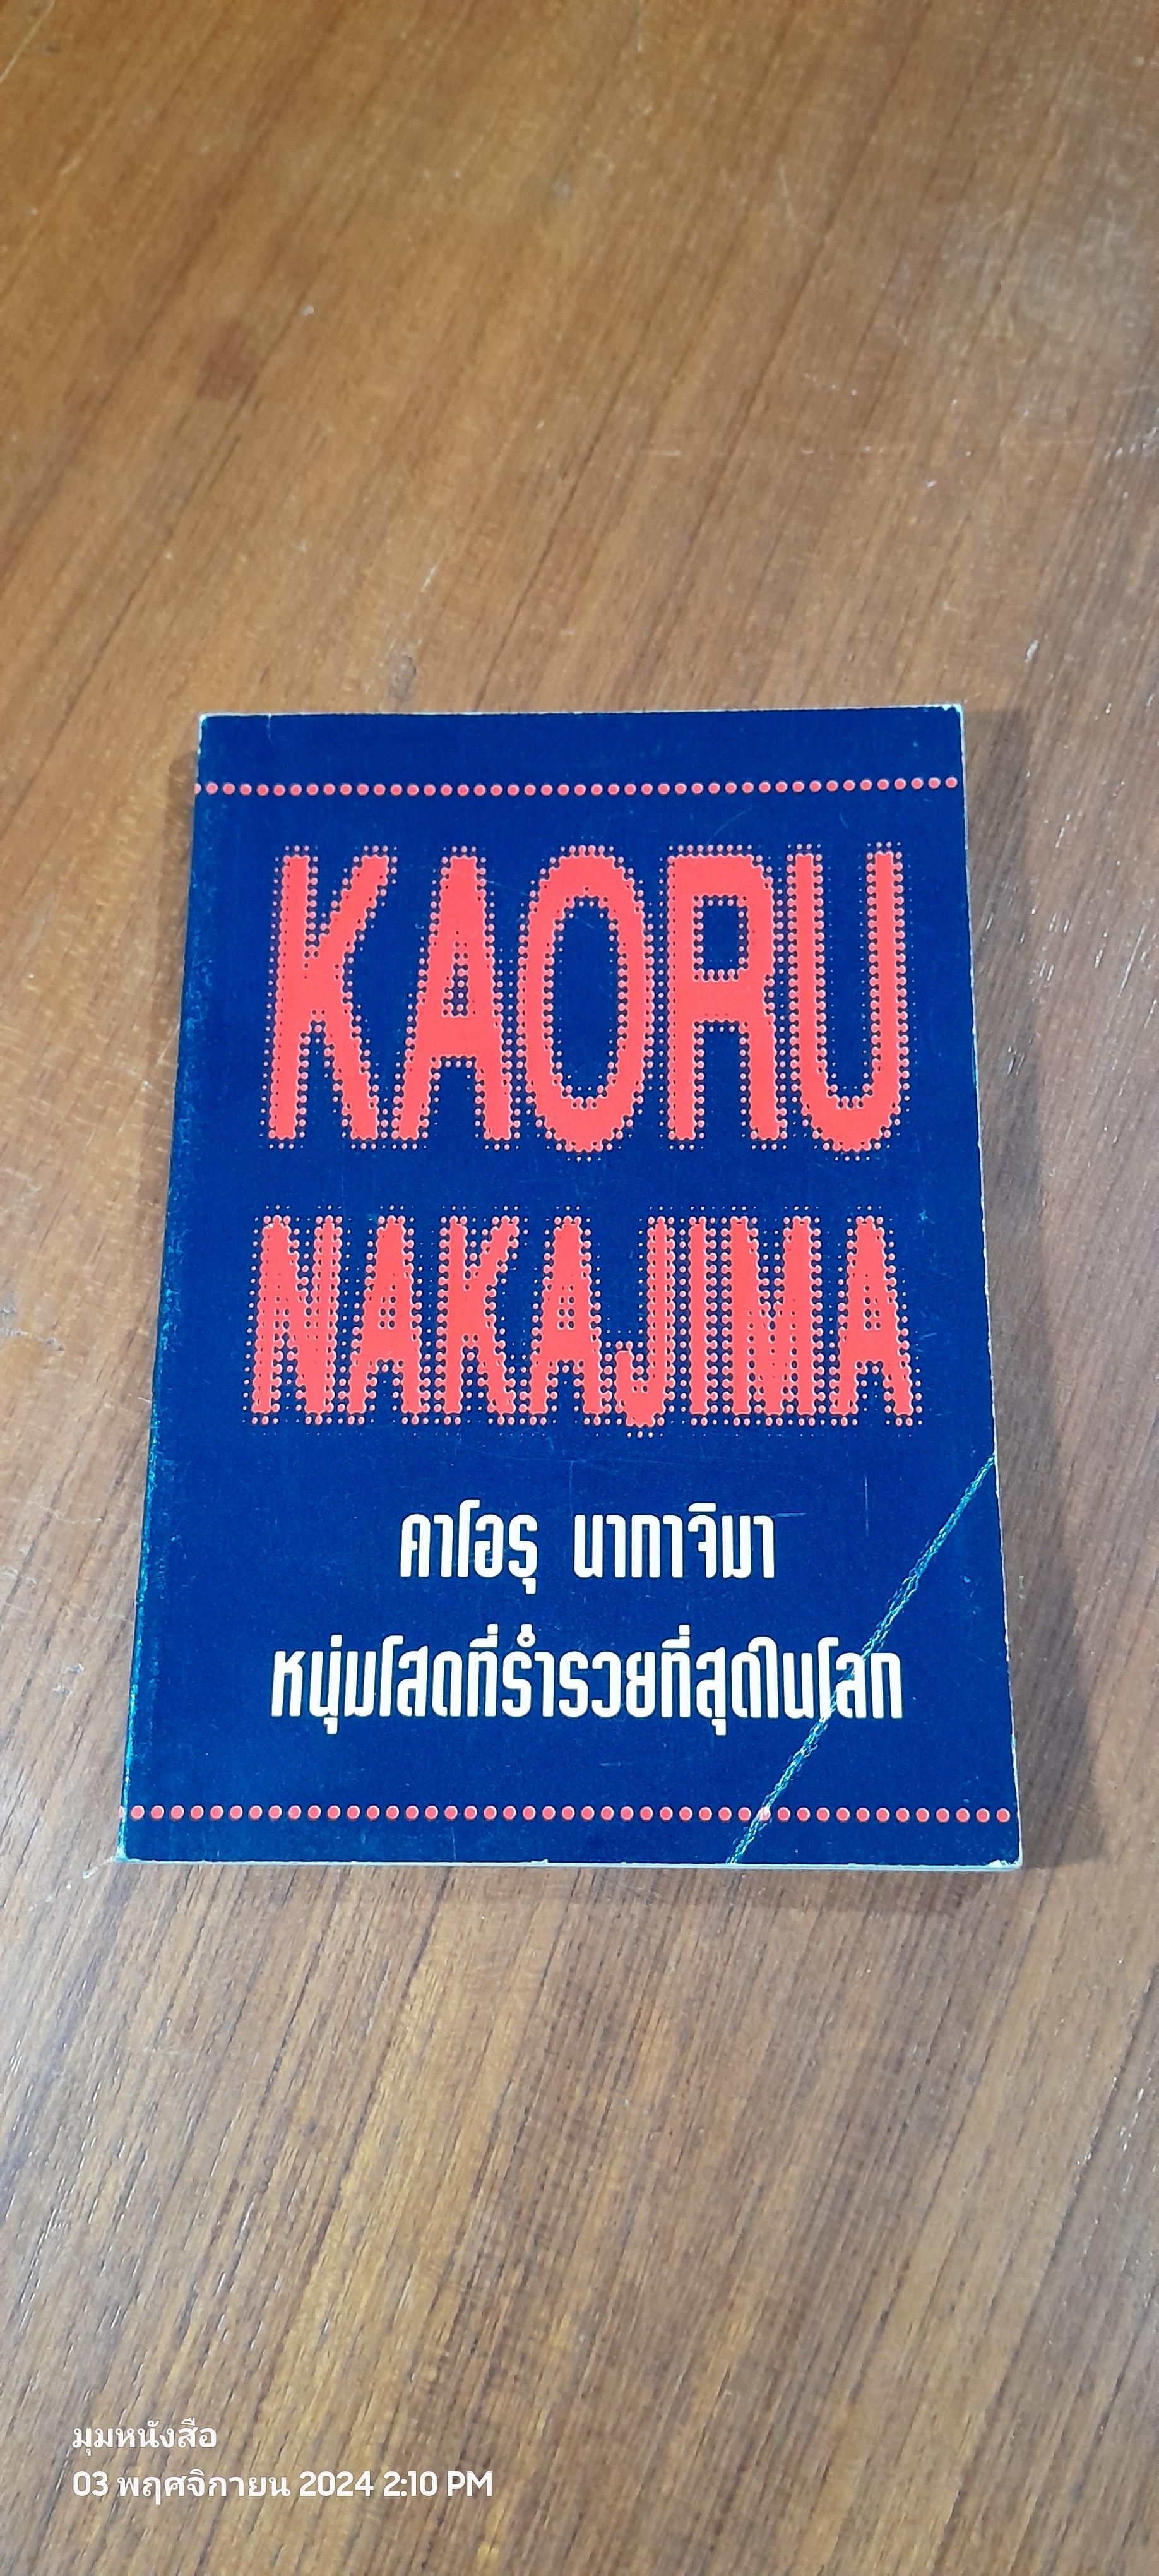 KAORU
NAKAJIMA
คาโอรุ นากาจิมา
หนุ่มโสดที่ร่ำรวยที่สุดในโลก
มุมหนังสือ
03 พฤศจิกายน 2024 2:10 PM